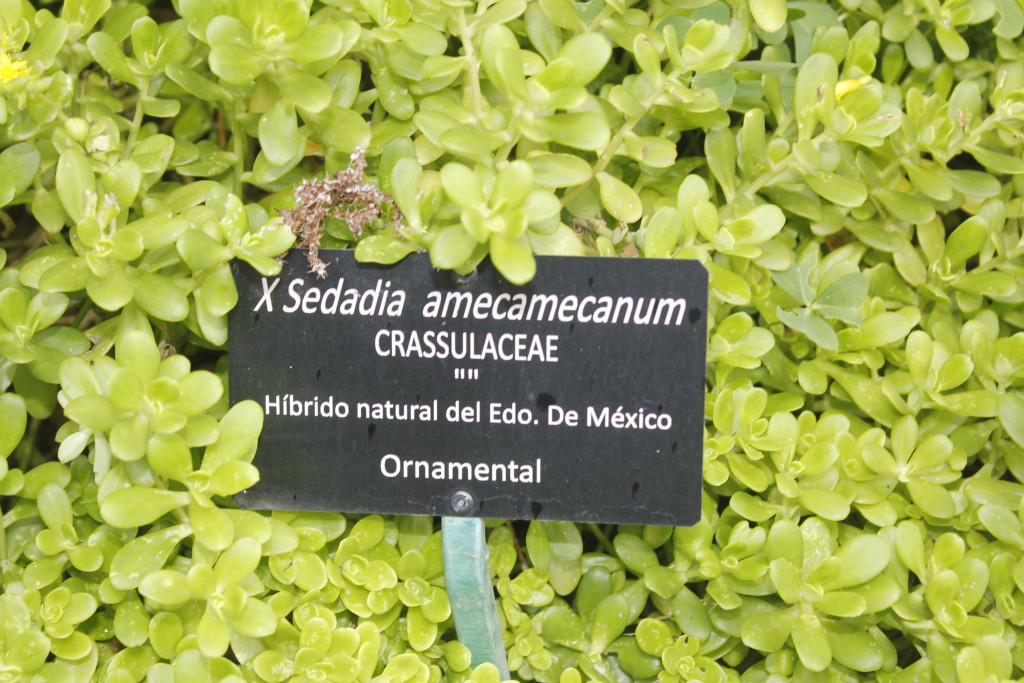 X Sedadia amecamecanum
CRASSULACEAE
""
Híbrido natural del Edo. De México
Ornamental